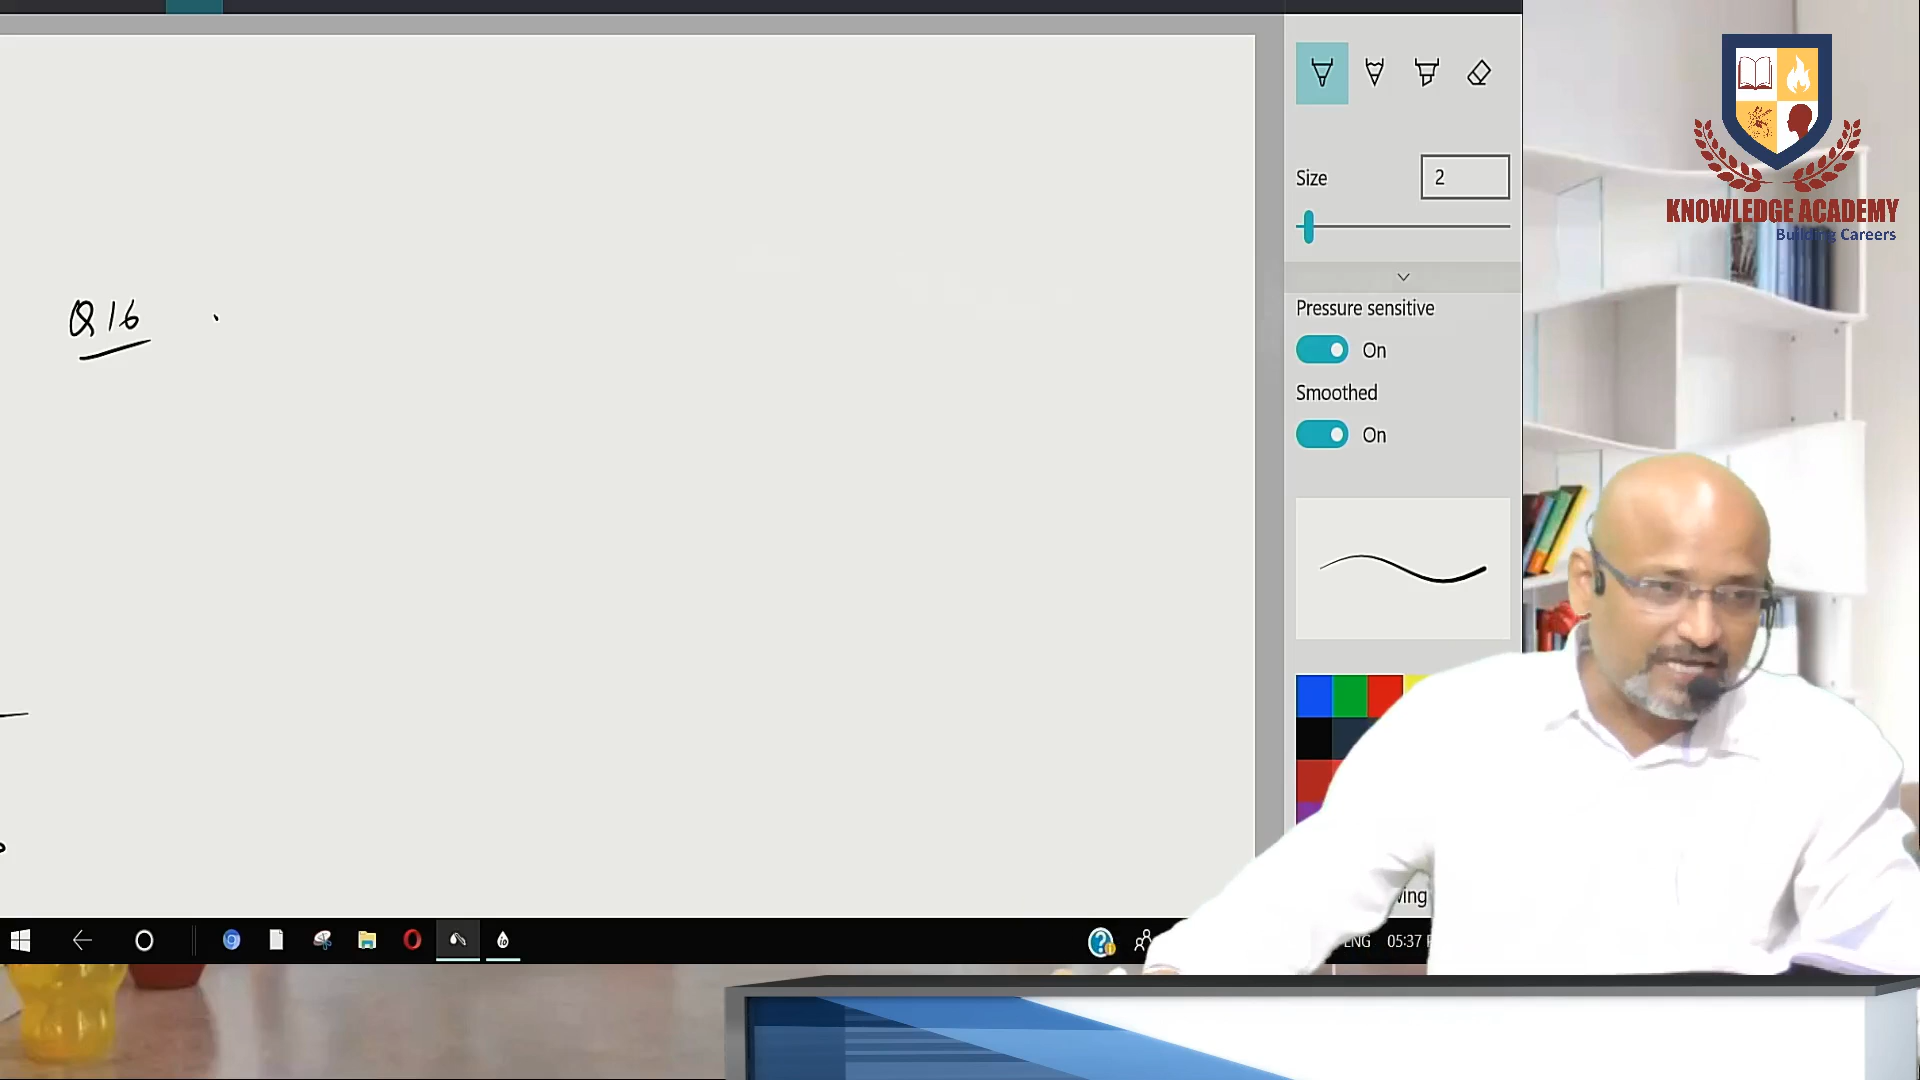 Size
2
KNOWLEDGE ACADEMY
Building Careers
Q16
Pressure sensitive
On
Smoothed
On
ENG 05:37